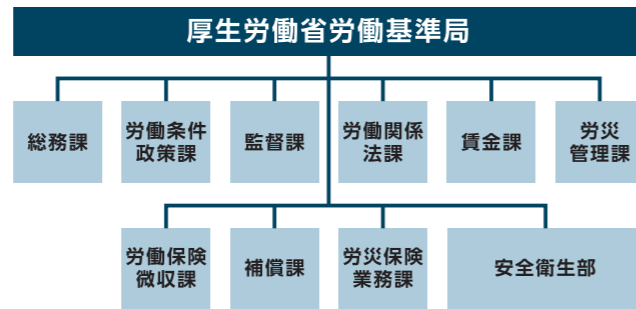 厚生労働省労働基準局
総務課
労働条件
政策課
監督課
労働関係
法課
賃金課
労災
管理課
労働保険
徴収課
補償課
労災保険
業務課
安全衛生部